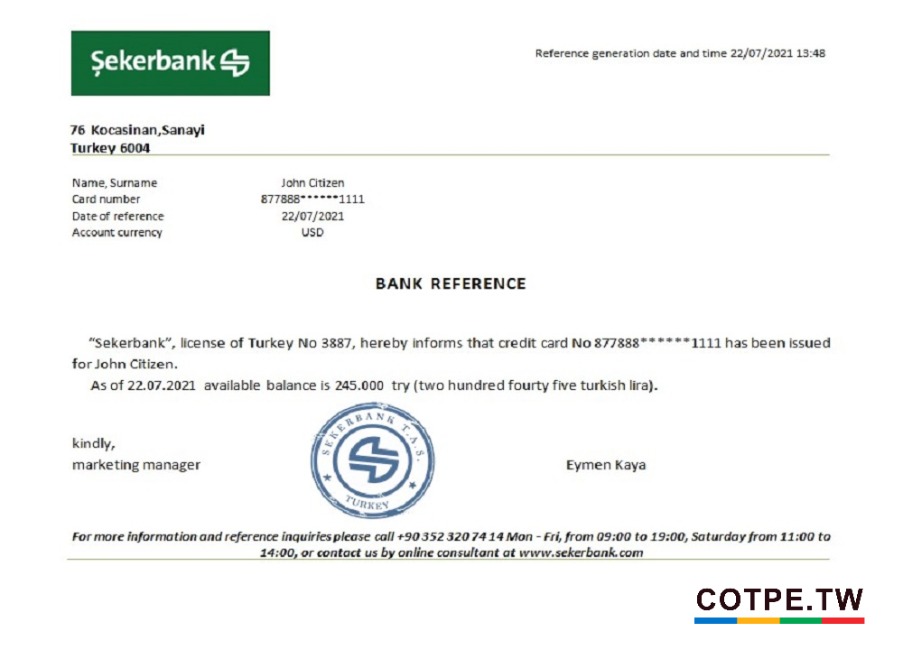 Şekerbank
Reference generation date and time 22/07/2021 13:48
76 Kocasinan,Sanayi
Turkey 6004
Name, Surname John Citizen
Card number 877888******1111
Date of reference 22/07/2021
Account currency USD
BANK REFERENCE
“Sekerbank”, license of Turkey No 3887, hereby informs that credit card No 877888******1111 has been issued
for John Citizen.
As of 22.07.2021 available balance is 245.000 try (two hundred fourty five turkish lira).
SEKERBANK T.A.S.
TURKEY
kindly,
marketing manager Eymen Kaya
For more information and reference inquiries please call +90 352 320 74 14 Mon - Fri, from 09:00 to 19:00, Saturday from 11:00 to
14:00, or contact us by online consultant at www.sekerbank.com
COTPE.TW